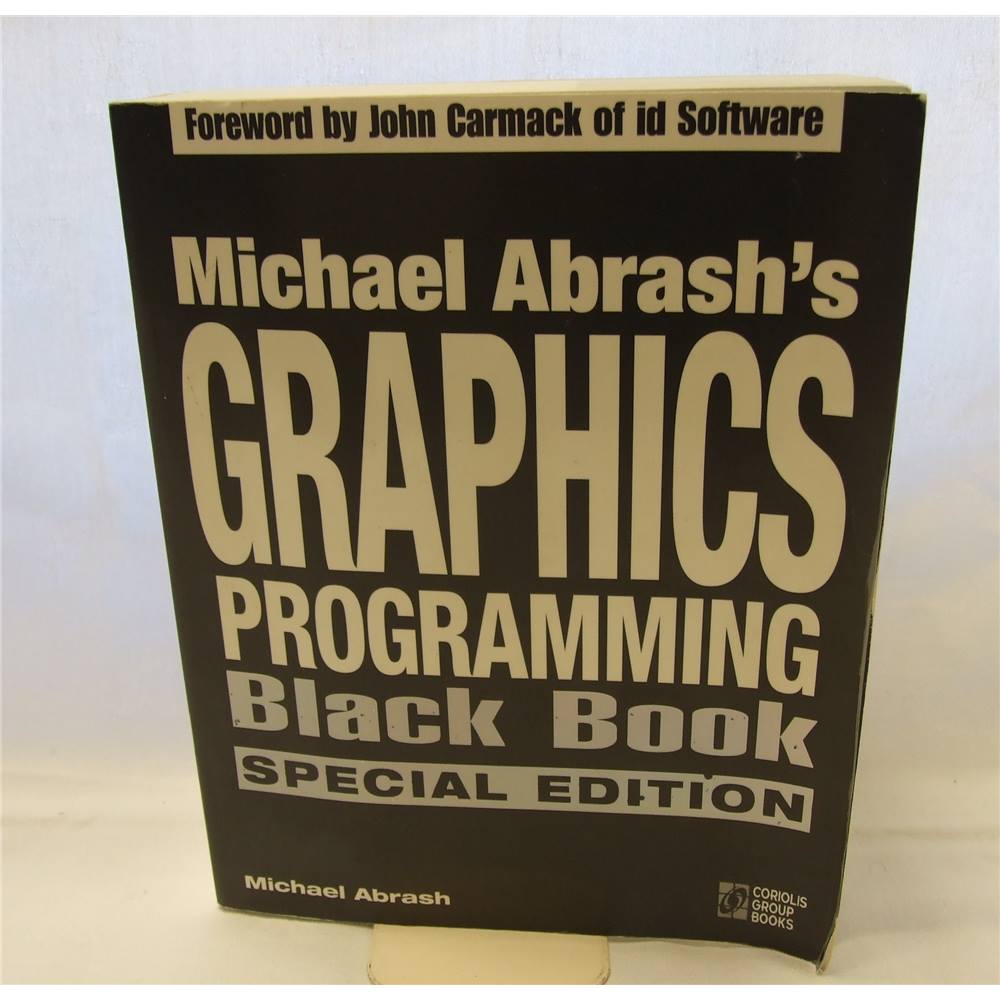 Foreword by John Carmack of id Software
Michael Abrash's
GRAPHICS
PROGRAMMING
Black Book
SPECIAL EDITION
Michael Abrash
CORIOLIS
GROUP
BOOKS